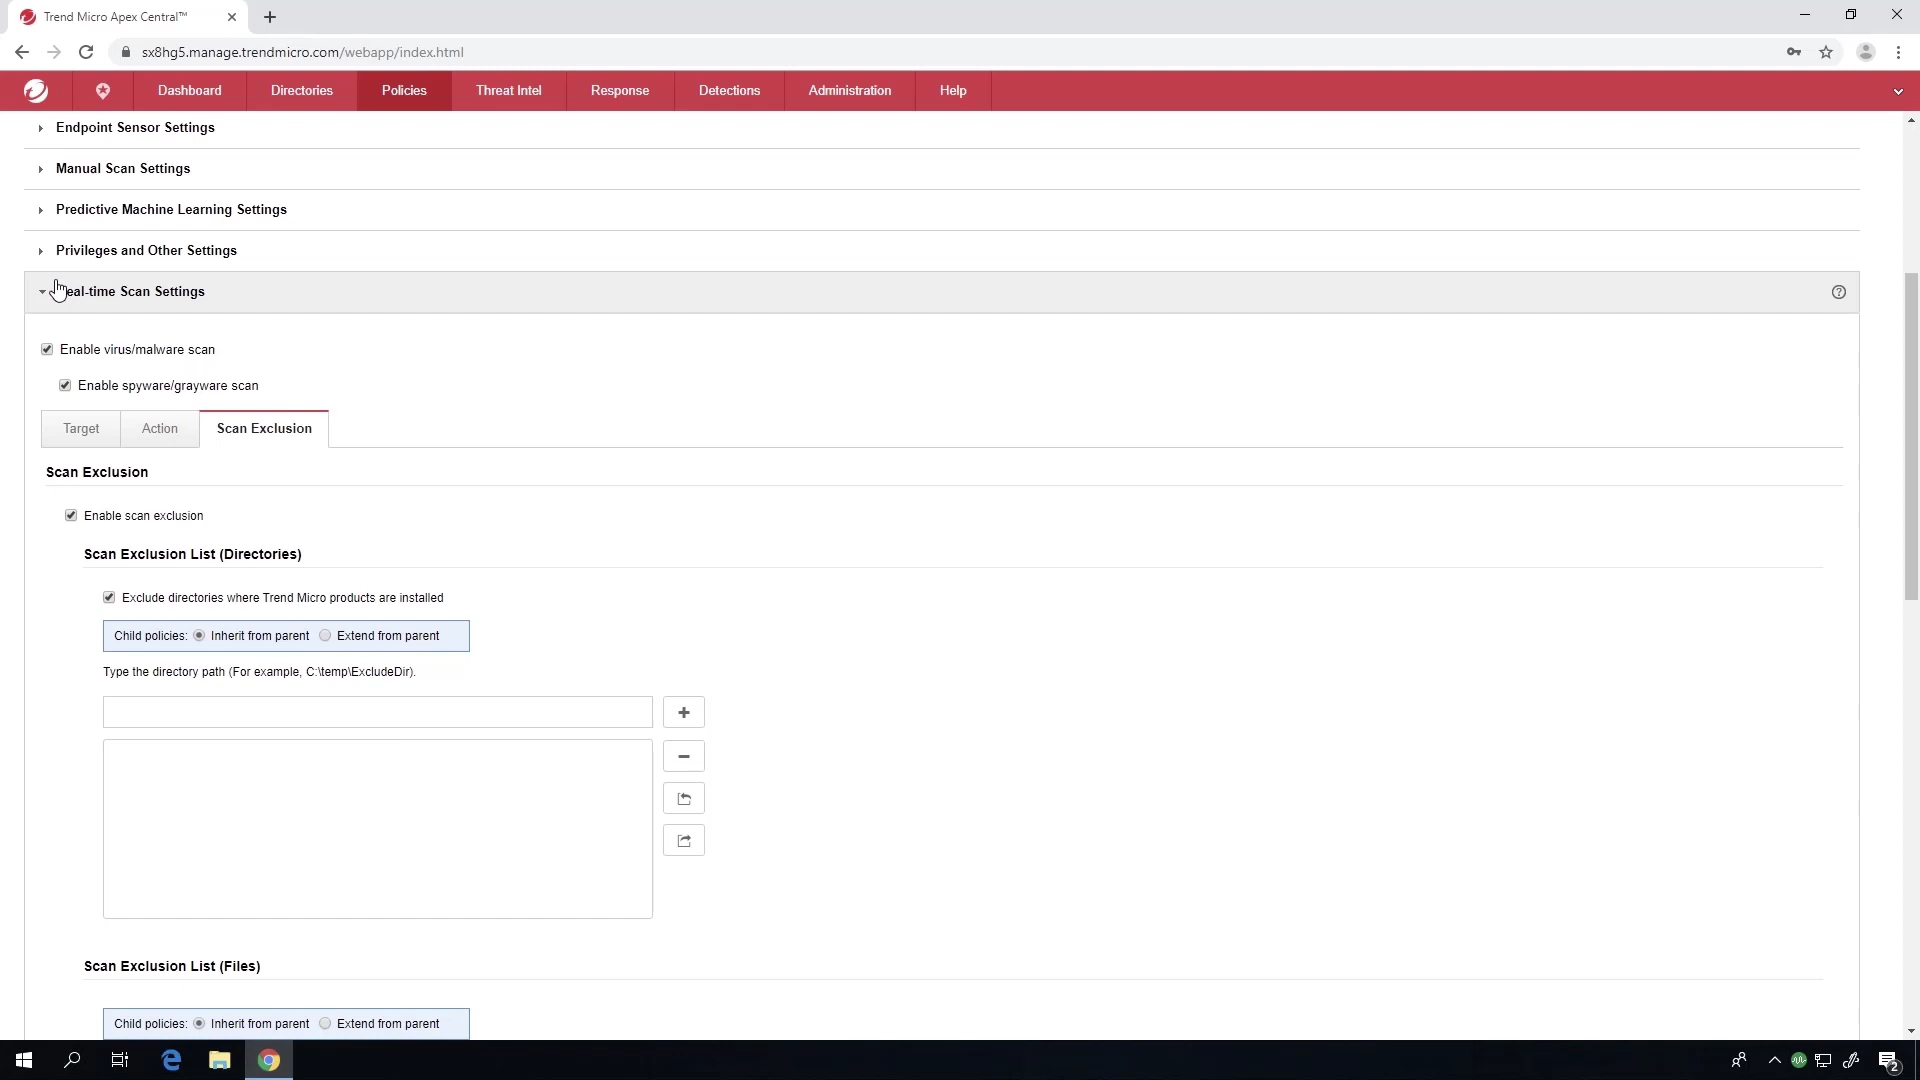 Trend Micro Apex Central™
sx8hg5.manage.trendmicro.com/webapp/index.html
Dashboard Directories Policies Threat Intel Response Detections Administration Help
Endpoint Sensor Settings
Manual Scan Settings
Predictive Machine Learning Settings
Privileges and Other Settings
eal-time Scan Settings
Enable virus/malware scan
Enable spyware/grayware scan
Target Action Scan Exclusion
Scan Exclusion
Enable scan exclusion
Scan Exclusion List (Directories)
Exclude directories where Trend Micro products are installed
Child policies: Inherit from parent Extend from parent
Type the directory path (For example, C:\temp\ExcludeDir).
Scan Exclusion List (Files)
Child policies: Inherit from parent Extend from parent
2